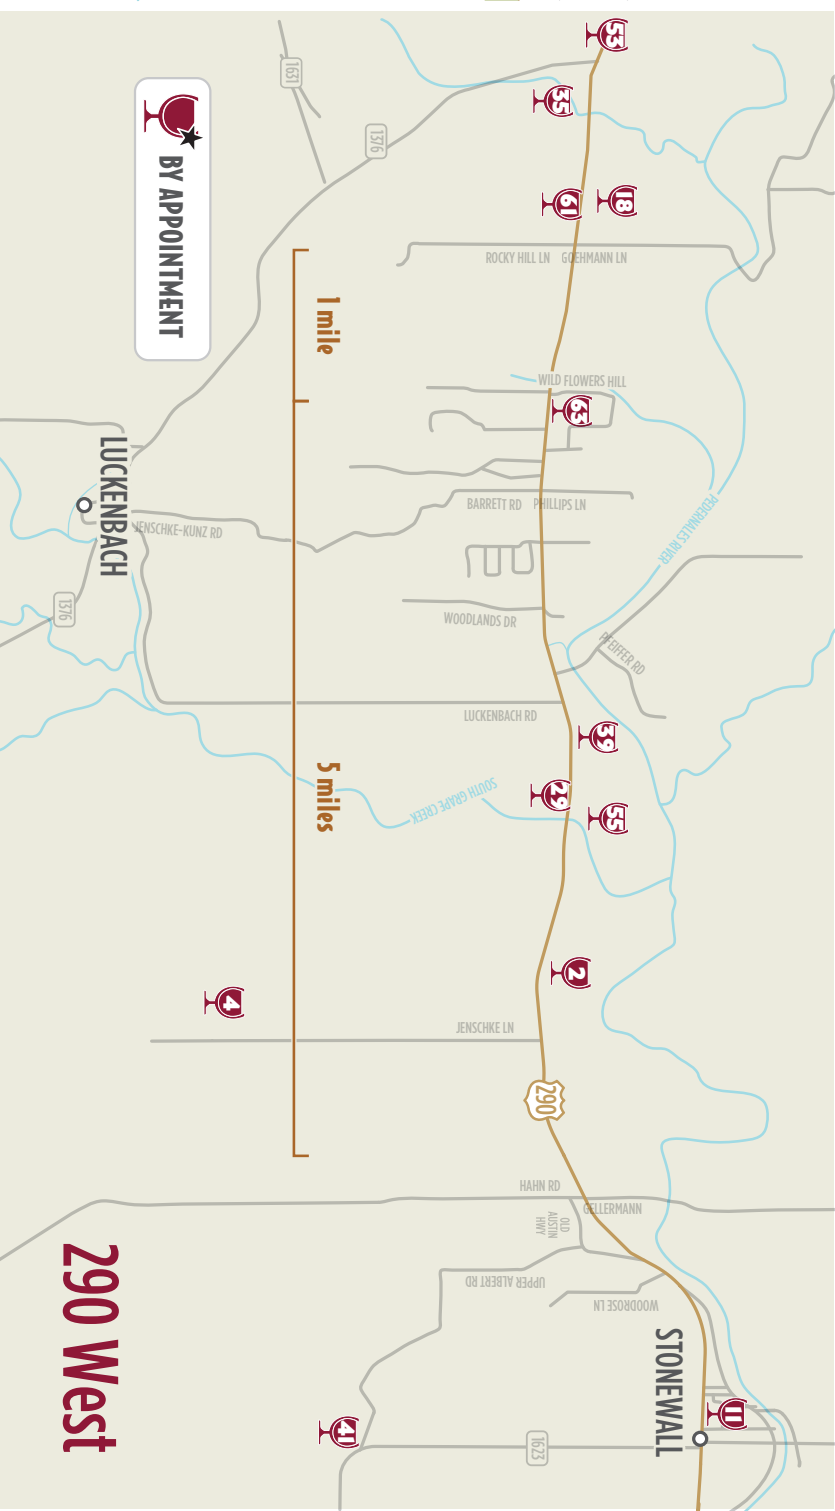 53
35
1631
1376
18
61
BY APPOINTMENT
ROCKY HILL LN
GOEHMANN LN
1 mile
WILD FLOWERS HILL
63
LUCKENBACH
BARRETT RD
PHILLIPS LN
JENSCHKE-KUNZ RD
PEDERNALES RIVER
1376
WOODLANDS DR
PFEIFFER RD
LUCKENBACH RD
39
5 miles
29
55
SOUTH GRAPE CREEK
2
4
JENSCHKE LN
290
HAHN RD
GELLERMANN
OLD
AUSTIN
HWY
UPPER ALBERT RD
WOODROSE LN
290 West
STONEWALL
11
41
1623